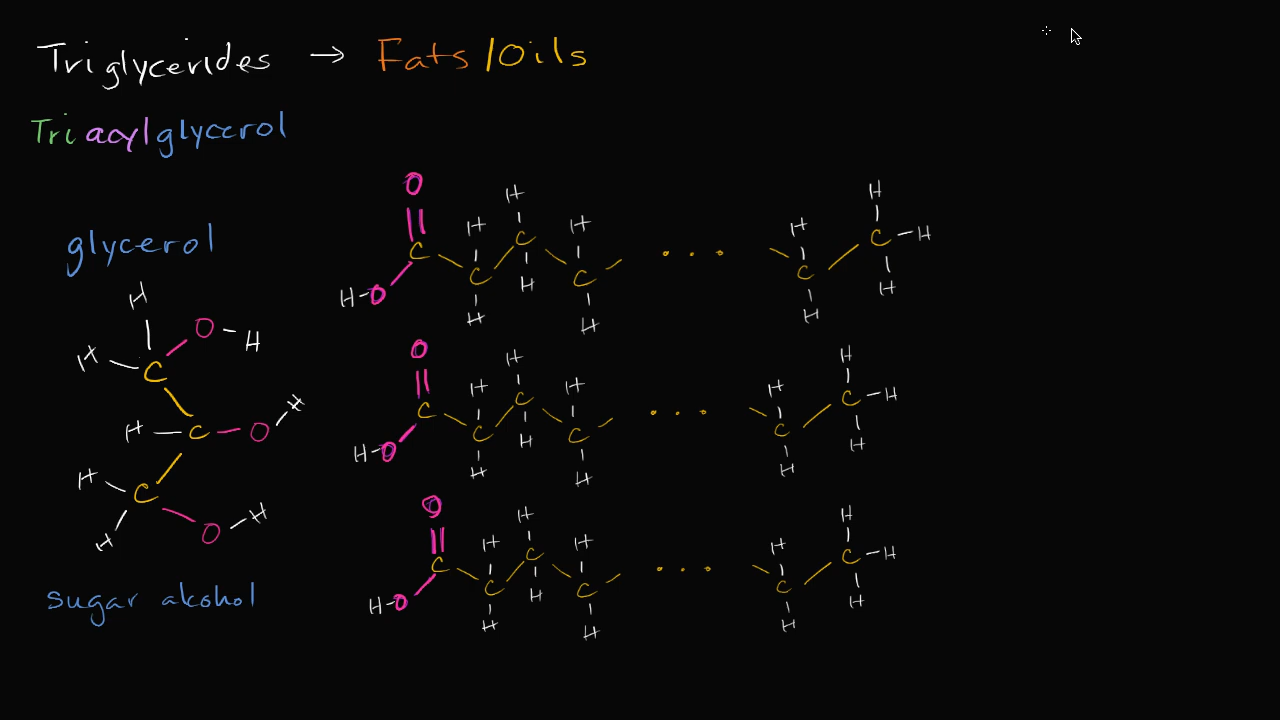 Triglycerides → Fats/Oils
Triacylglycerol
glycerol
H
O-H
H C
H
H-C-O
H
C
H O-H
sugar alcohol
O
H H H H H
C C C C C C-H
H-O H H H H H
O
H H H H H
C C C C C C-H
H-O H H H H H
O
H H H H H
C C C C C C-H
H-O H H H H H